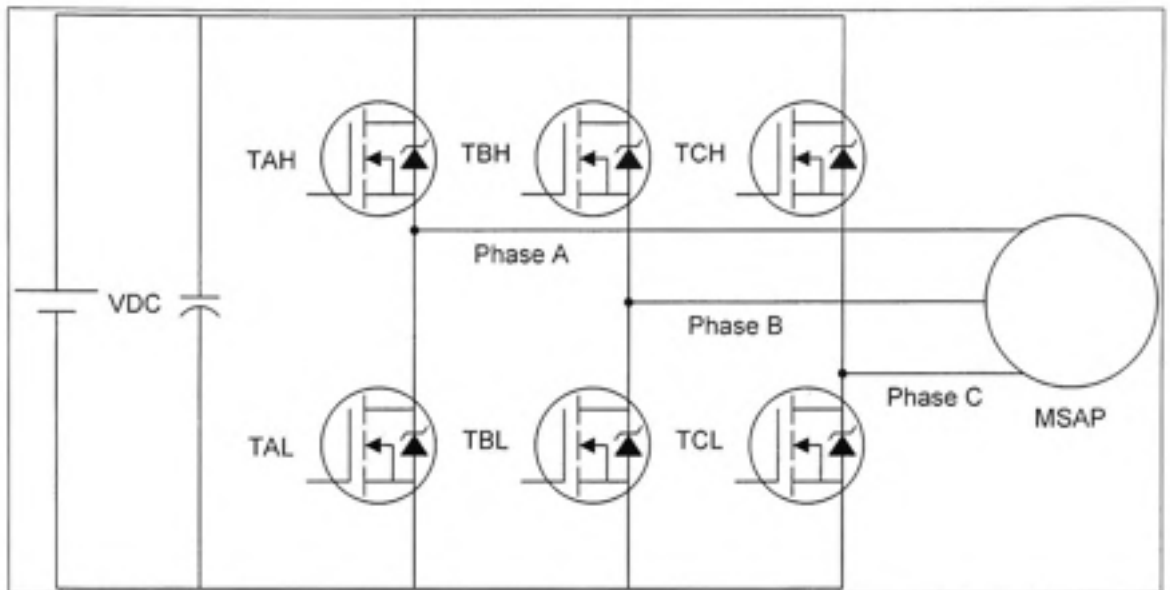 TAH
TBH
TCH
Phase A
VDC
Phase B
Phase C
MSAP
TAL
TBL
TCL